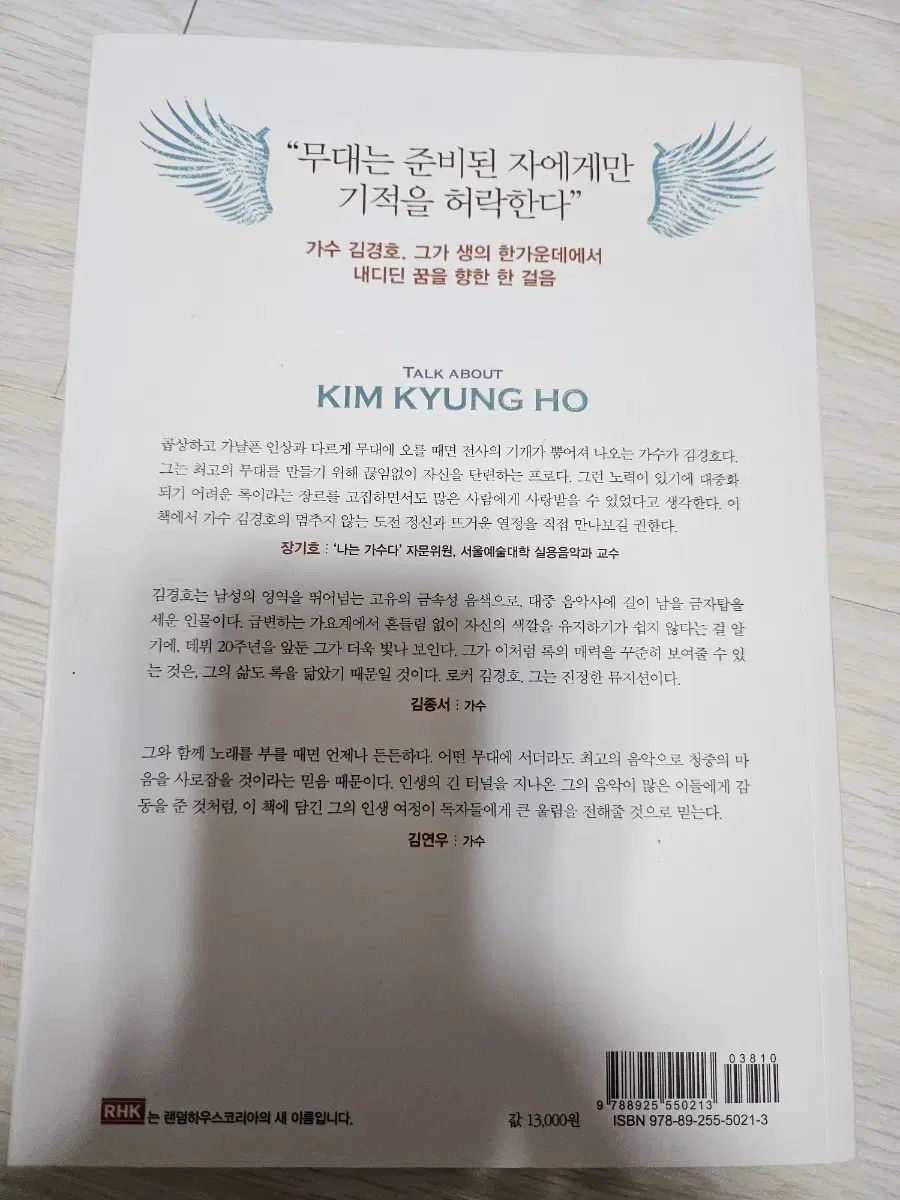 “무대는 준비된 자에게만
기적을 허락한다”
가수 김경호. 그가 생의 한가운데에서
내디딘 꿈을 향한 한 걸음
TALK ABOUT
KIM KYUNG HO
곱상하고 가냘픈 인상과 다르게 무대에 오를 때면 전사의 기개가 뿜어져 나오는 가수가 김경호다.
그는 최고의 무대를 만들기 위해 끊임없이 자신을 단련하는 프로다. 그런 노력이 있기에 대중화
되기 어려운 록이라는 장르를 고집하면서도 많은 사람에게 사랑받을 수 있었다고 생각한다. 이
책에서 가수 김경호의 멈추지 않는 도전 정신과 뜨거운 열정을 직접 만나보길 권한다.
장기호 : ‘나는 가수다’ 자문위원, 서울예술대학 실용음악과 교수
김경호는 남성의 영역을 뛰어넘는 고유의 금속성 음색으로, 대중 음악사에 길이 남을 금자탑을
세운 인물이다. 급변하는 가요계에서 흔들림 없이 자신의 색깔을 유지하기가 쉽지 않다는 걸 알
기에, 데뷔 20주년을 앞둔 그가 더욱 빛나 보인다. 그가 이처럼 록의 매력을 꾸준히 보여줄 수 있
는 것은, 그의 삶도 록을 닮았기 때문일 것이다. 로커 김경호. 그는 진정한 뮤지션이다.
김종서 : 가수
그와 함께 노래를 부를 때면 언제나 든든하다. 어떤 무대에 서더라도 최고의 음악으로 청중의 마
음을 사로잡을 것이라는 믿음 때문이다. 인생의 긴 터널을 지나온 그의 음악이 많은 이들에게 감
동을 준 것처럼, 이 책에 담긴 그의 인생 여정이 독자들에게 큰 울림을 전해줄 것으로 믿는다.
김연우 : 가수
RHK는 랜덤하우스코리아의 새 이름입니다.
값 13,000원
03810
9 788925 550213
ISBN 978-89-255-5021-3